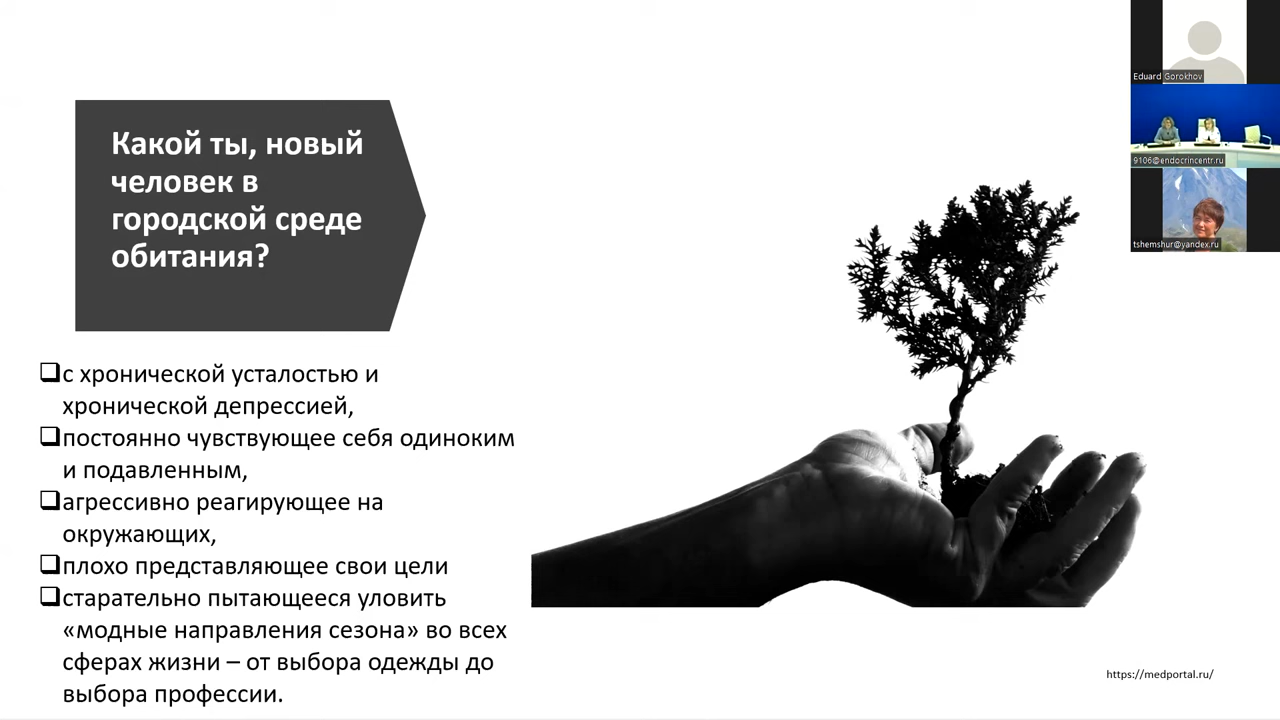 Какой ты, новый
человек в
городской среде
обитания?
с хронической усталостью и
хронической депрессией,
постоянно чувствующее себя одиноким
и подавленным,
агрессивно реагирующее на
окружающих,
плохо представляющее свои цели
старательно пытающееся уловить
«модные направления сезона» во всех
сферах жизни – от выбора одежды до
выбора профессии.
https://medportal.ru/
Eduard Gorokhov
9106@endocrincentr.ru
tshemshur@yandex.ru